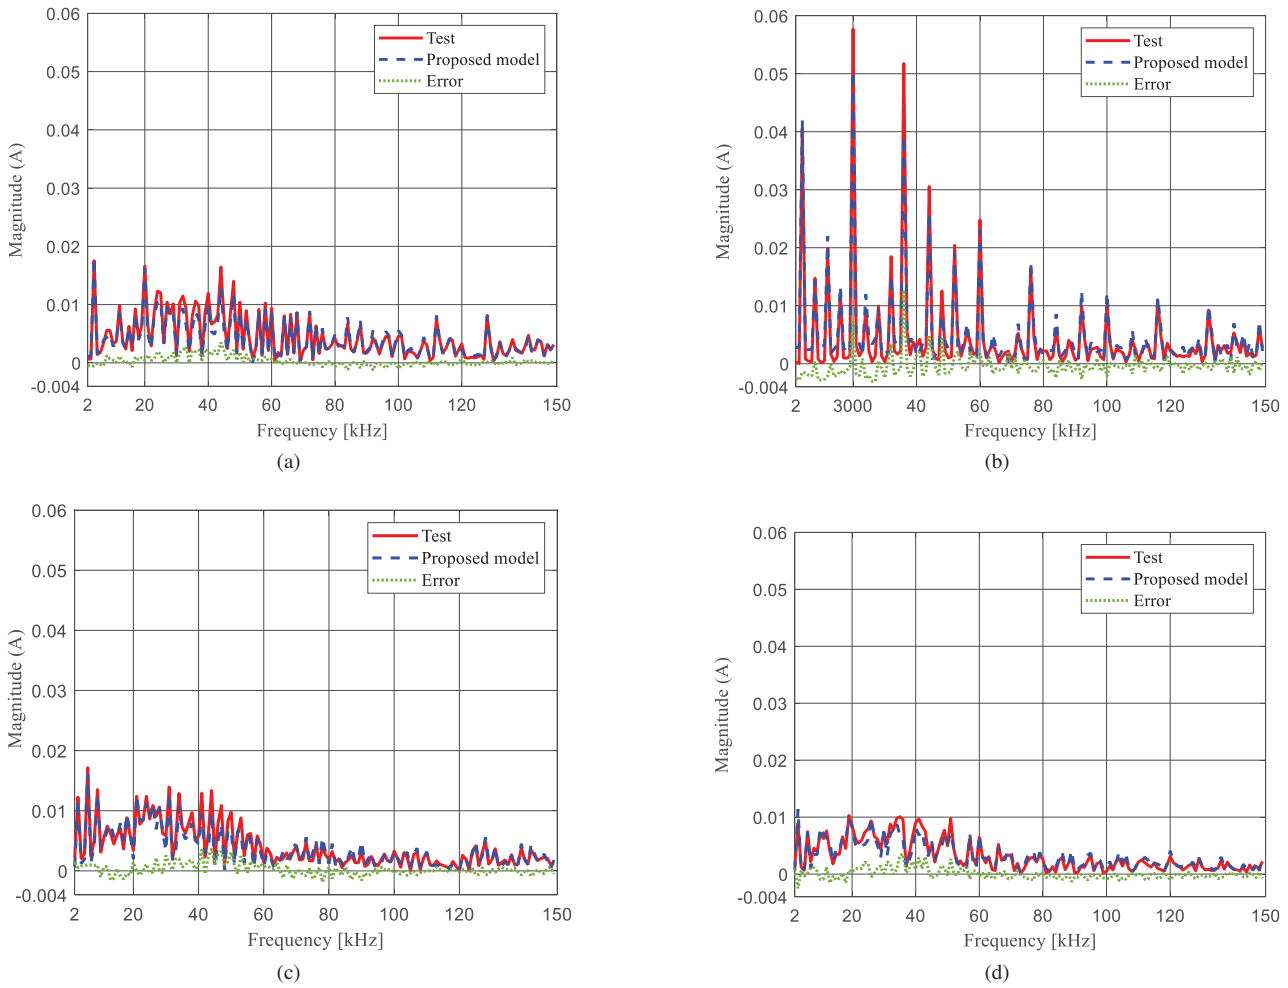 0.06
0.05
0.04
0.03
0.02
0.01
0
-0.004
Magnitude (A)
Test
Proposed model
Error
2 20 40 60 80 100 120 150
Frequency [kHz]
(a)
0.06
0.05
0.04
0.03
0.02
0.01
0
-0.004
Magnitude (A)
Test
Proposed model
Error
2 3000 40 60 80 100 120 150
Frequency [kHz]
(b)
0.06
0.05
0.04
0.03
0.02
0.01
0
-0.004
Magnitude (A)
Test
Proposed model
Error
2 20 40 60 80 100 120 150
Frequency [kHz]
(c)
0.06
0.05
0.04
0.03
0.02
0.01
0
-0.004
Magnitude (A)
Test
Proposed model
Error
2 20 40 60 80 100 120 150
Frequency [kHz]
(d)